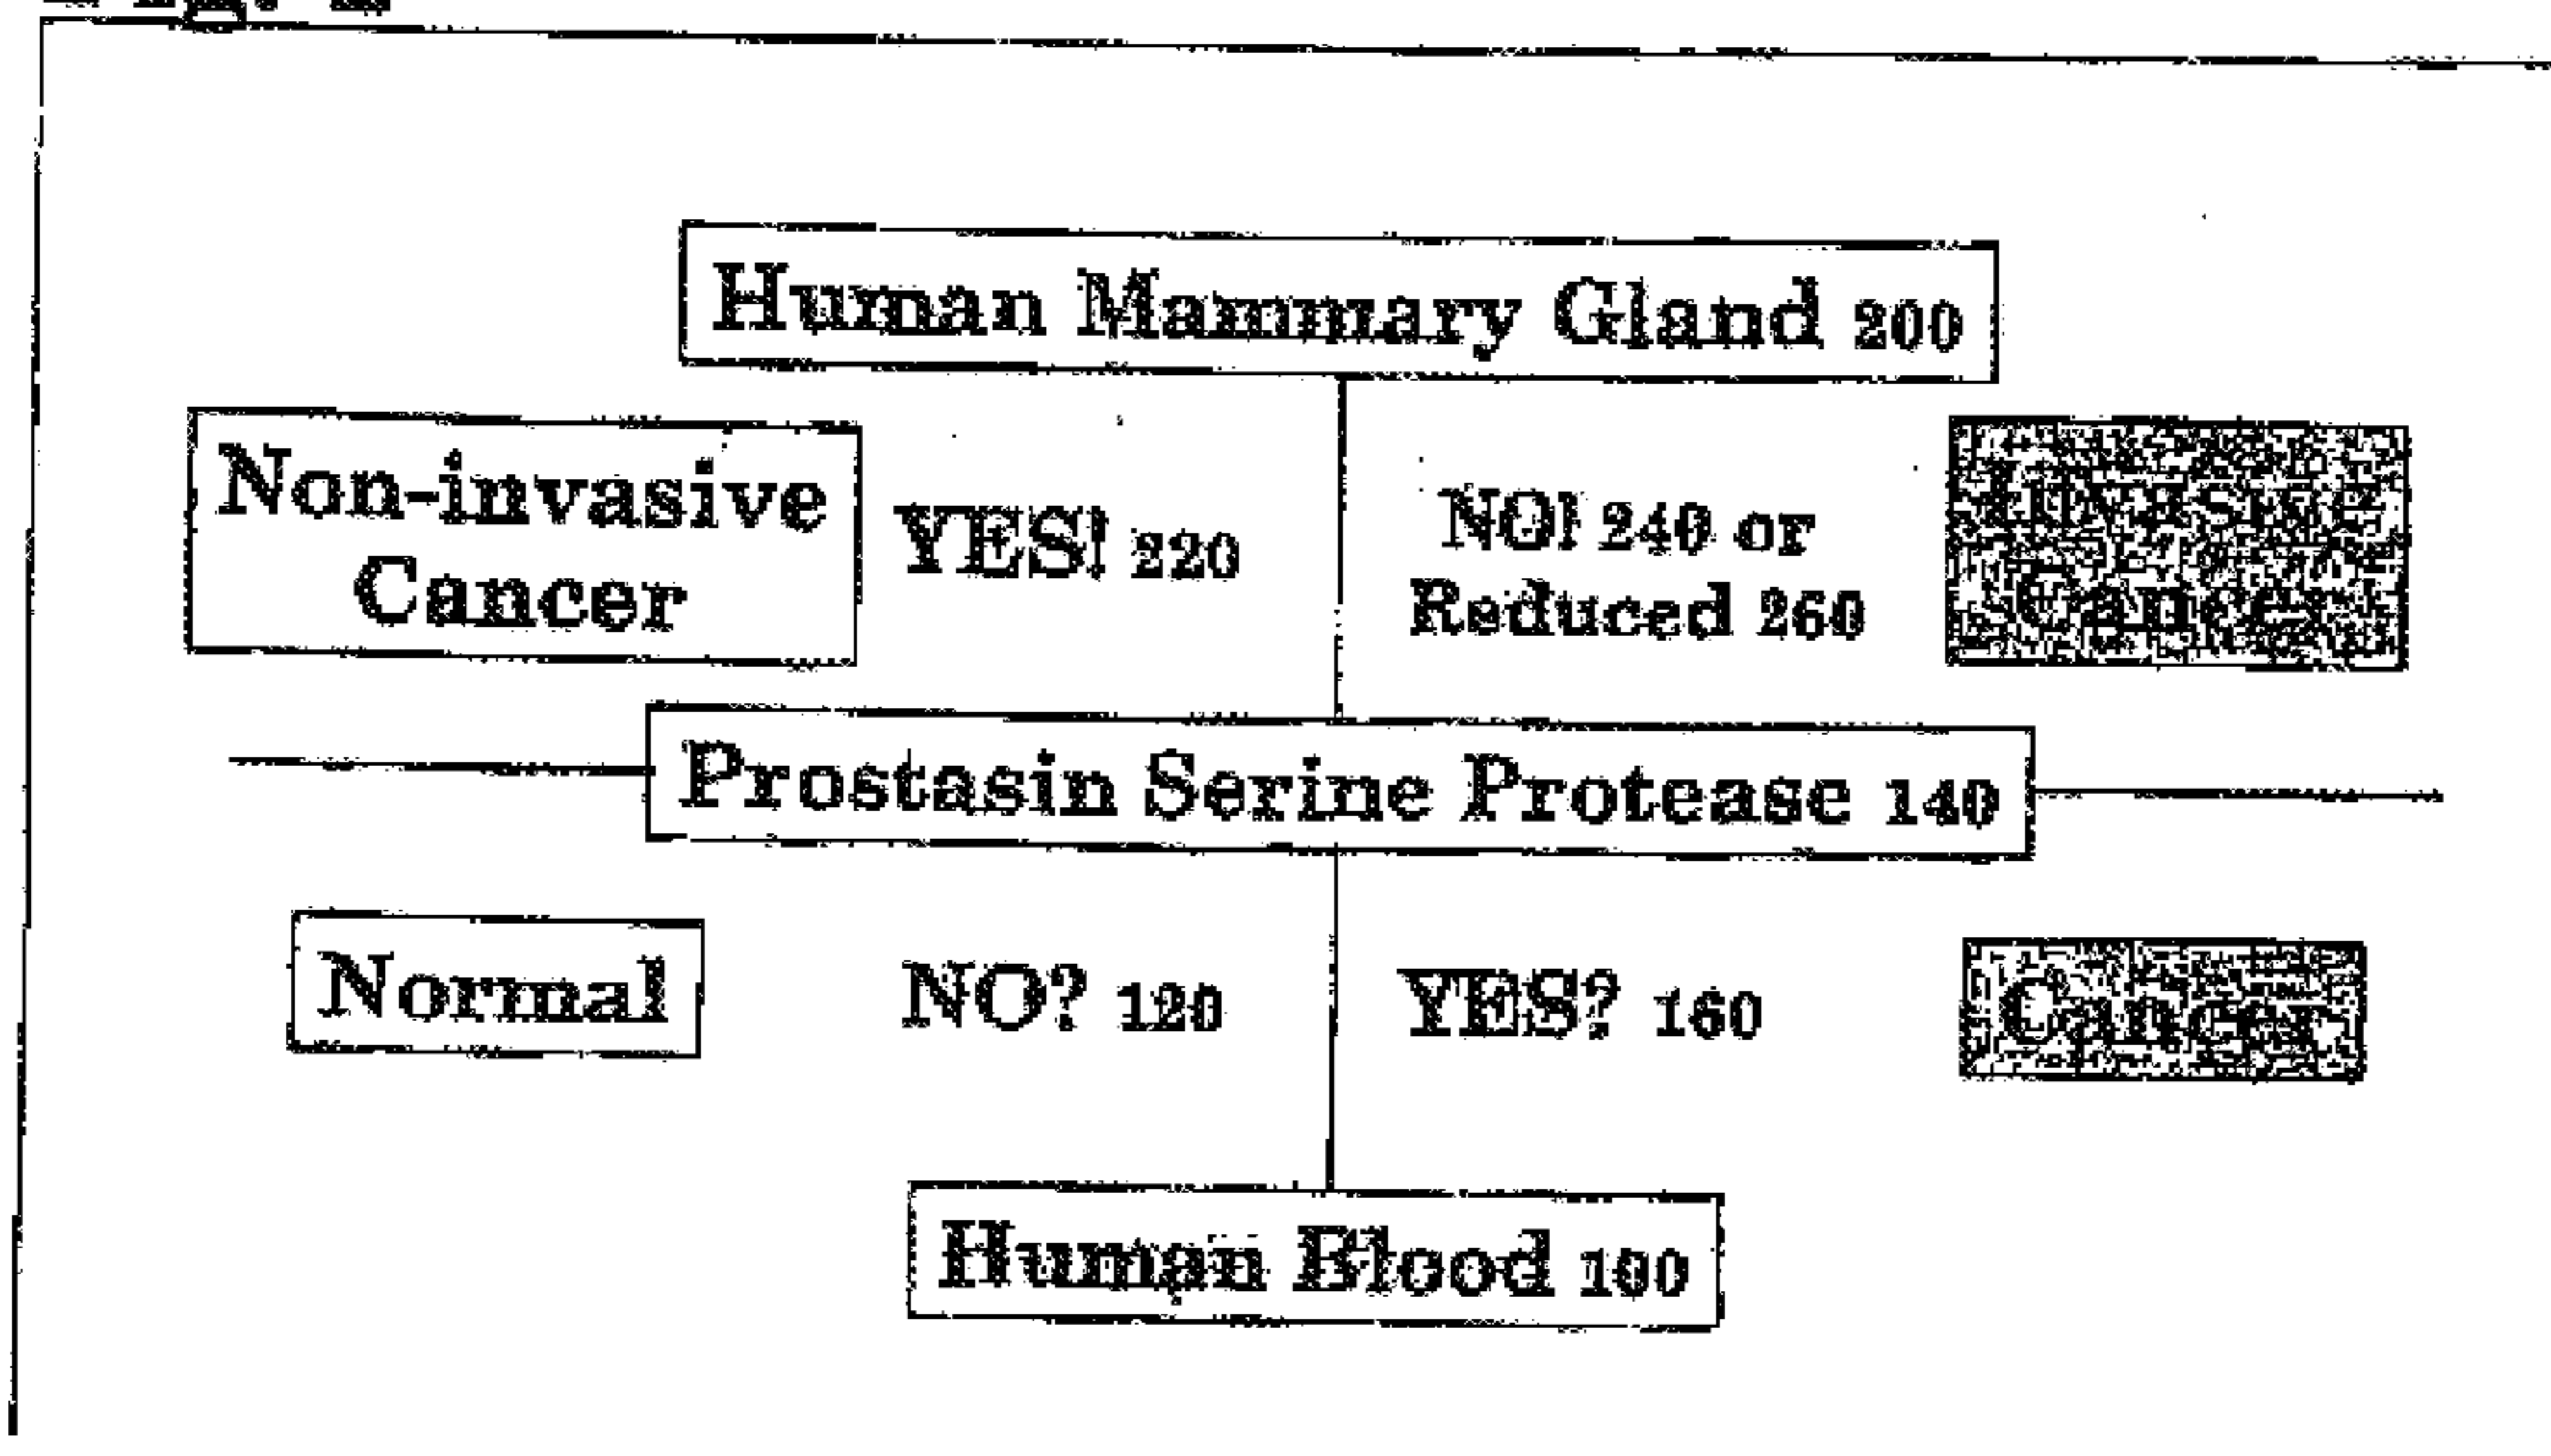 Human Mammary Gland 200
Non-invasive
Cancer
YES! 220
NO! 240 or
Reduced 260
Cancer
Prostasin Serine Protease 140
Normal
NO? 120
YES? 160
Cancer
Human Blood 100